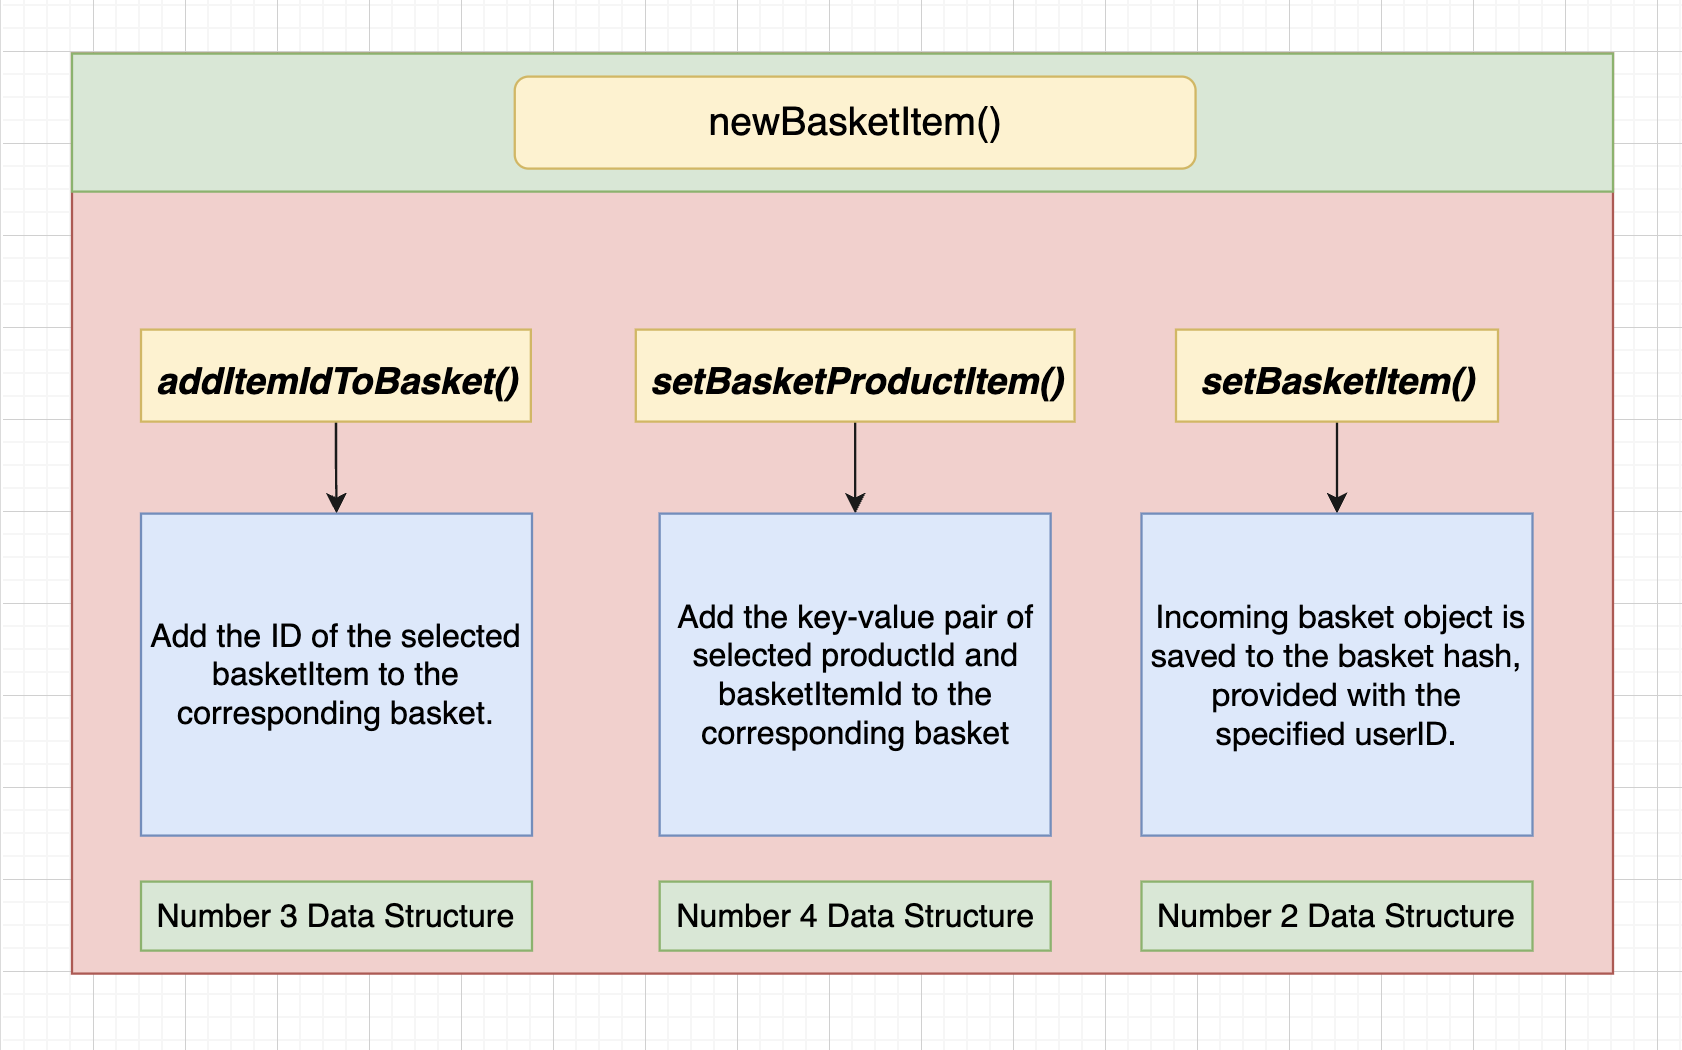 newBasketItem()
addItemIdToBasket()
setBasketProductItem()
setBasketItem()
Add the ID of the selected
basketItem to the
corresponding basket.
Add the key-value pair of
selected productId and
basketItemId to the
corresponding basket
Incoming basket object is
saved to the basket hash,
provided with the
specified userID.
Number 3 Data Structure
Number 4 Data Structure
Number 2 Data Structure